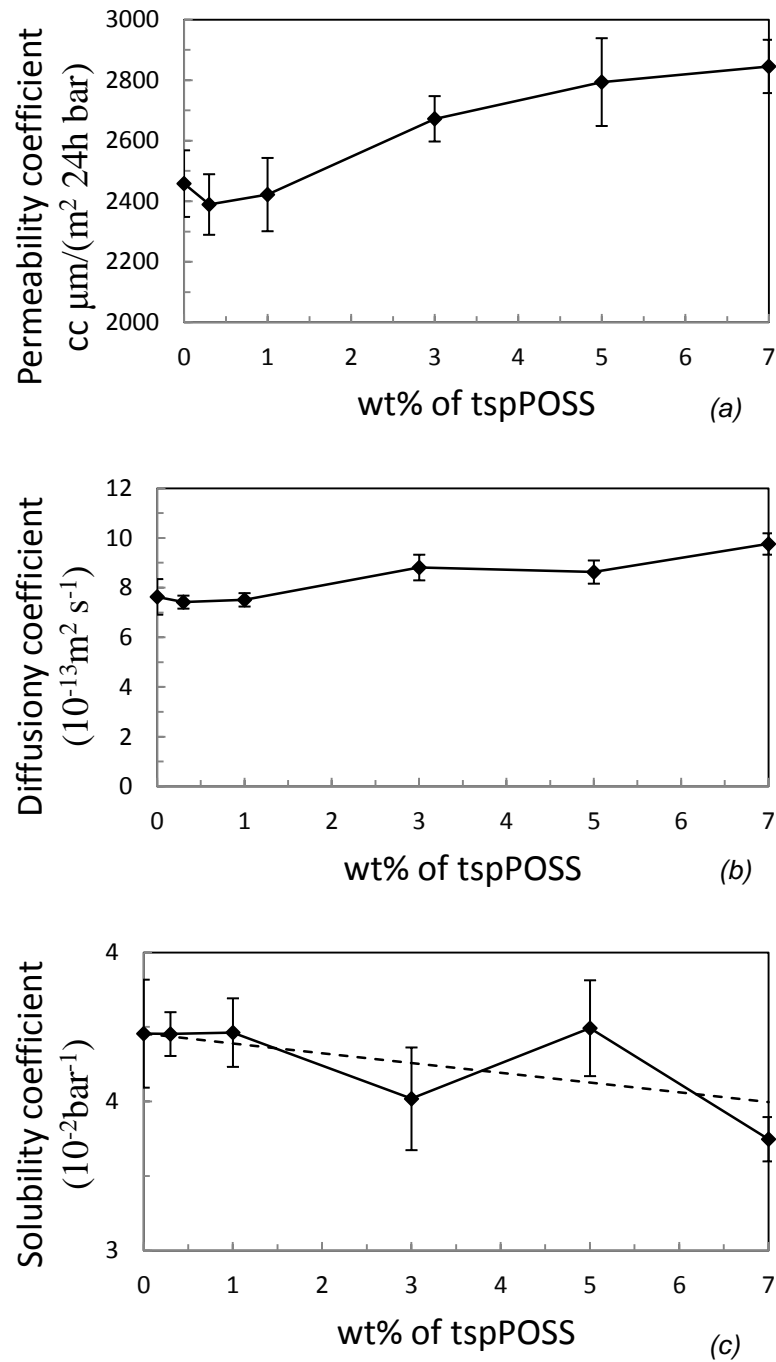 Permeability coefficient
cc μm/(m² 24h bar)
3000
2800
2600
2400
2200
2000
0 1 2 3 4 5 6 7
wt% of tspPOSS
(a)
Diffusiony coefficient
(10⁻¹³m² s⁻¹)
12
10
8
6
4
2
0
0 1 2 3 4 5 6 7
wt% of tspPOSS
(b)
Solubility coefficient
(10⁻²bar⁻¹)
4
4
3
0 1 2 3 4 5 6 7
wt% of tspPOSS
(c)